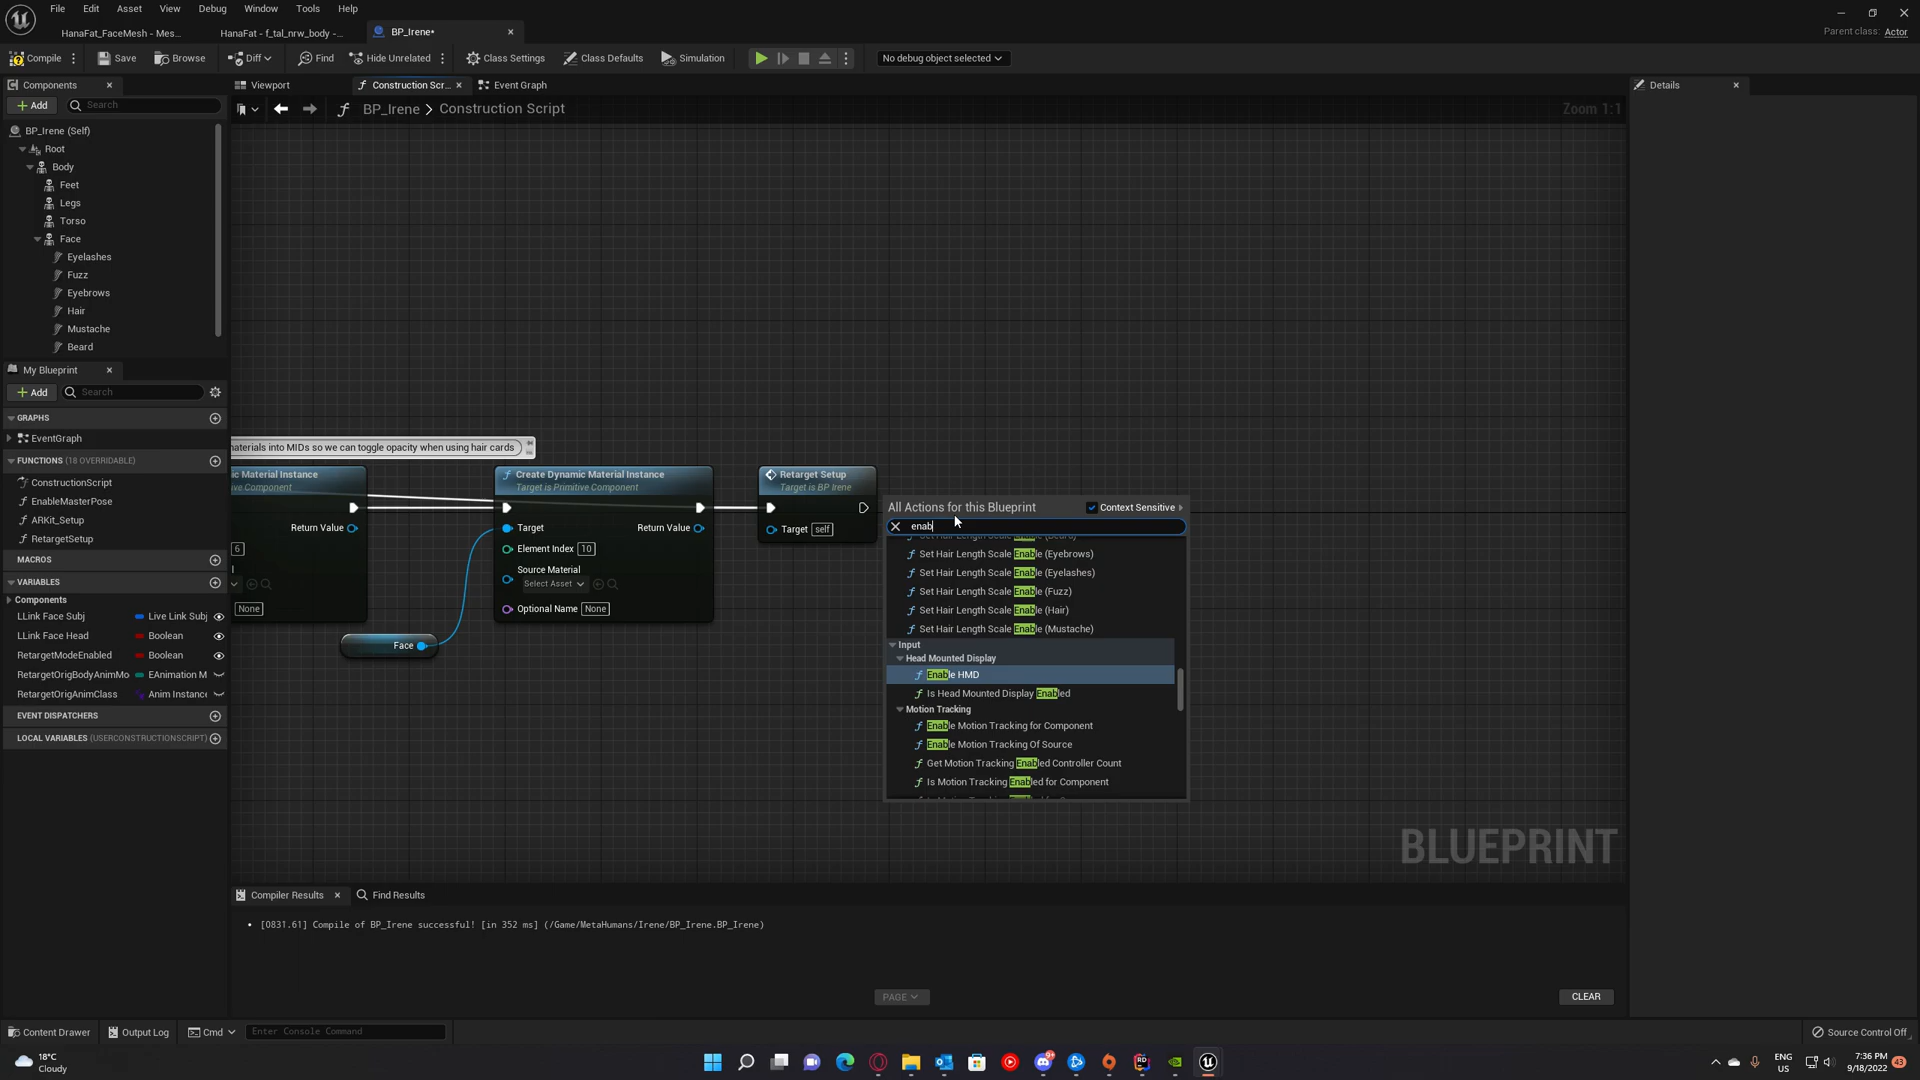 File Edit Asset View Debug Window Tools Help
HanaFat_FaceMesh - Mes... HanaFat - f_tal_nrw_body -... BP_Irene•
Parent class: Actor
Compile Save Browse Diff Find Hide Unrelated Class Settings Class Defaults Simulation No debug object selected
Components
Add Search
BP_Irene (Self)
Root
Body
Feet
Legs
Torso
Face
Eyelashes
Fuzz
Eyebrows
Hair
Mustache
Beard
My Blueprint
Add Search
GRAPHS
EventGraph
FUNCTIONS (18 OVERRIDABLE)
ConstructionScript
EnableMasterPose
ARKit_Setup
RetargetSetup
MACROS
VARIABLES
Components
LLink Face Subj Live Link Subj
LLink Face Head Boolean
RetargetModeEnabled Boolean
RetargetOrigBodyAnimMo EAnimation M
RetargetOrigAnimClass Anim Instance
EVENT DISPATCHERS
LOCAL VARIABLES (USERCONSTRUCTIONSCRIPT)
Viewport Construction Scr... Event Graph
BP_Irene > Construction Script
Zoom 1:1
materials into MIDs so we can toggle opacity when using hair cards
ic Material Instance
ive Component
Return Value
6
None
Face
Create Dynamic Material Instance
Target is Primitive Component
Target Return Value
Element Index 10
Source Material
Select Asset
Optional Name None
Retarget Setup
Target is BP Irene
Target self
All Actions for this Blueprint Context Sensitive
enab
Set Hair Length Scale Enable (Beard)
Set Hair Length Scale Enable (Eyebrows)
Set Hair Length Scale Enable (Eyelashes)
Set Hair Length Scale Enable (Fuzz)
Set Hair Length Scale Enable (Hair)
Set Hair Length Scale Enable (Mustache)
Input
Head Mounted Display
Enable HMD
Is Head Mounted Display Enabled
Motion Tracking
Enable Motion Tracking for Component
Enable Motion Tracking Of Source
Get Motion Tracking Enabled Controller Count
Is Motion Tracking Enabled for Component
BLUEPRINT
Compiler Results Find Results
• [0831.61] Compile of BP_Irene successful! [in 352 ms] (/Game/MetaHumans/Irene/BP_Irene.BP_Irene)
PAGE
CLEAR
Details
Content Drawer Output Log Cmd Enter Console Command
Source Control Off
18°C
Cloudy
ENG
US
7:36 PM
9/18/2022
43